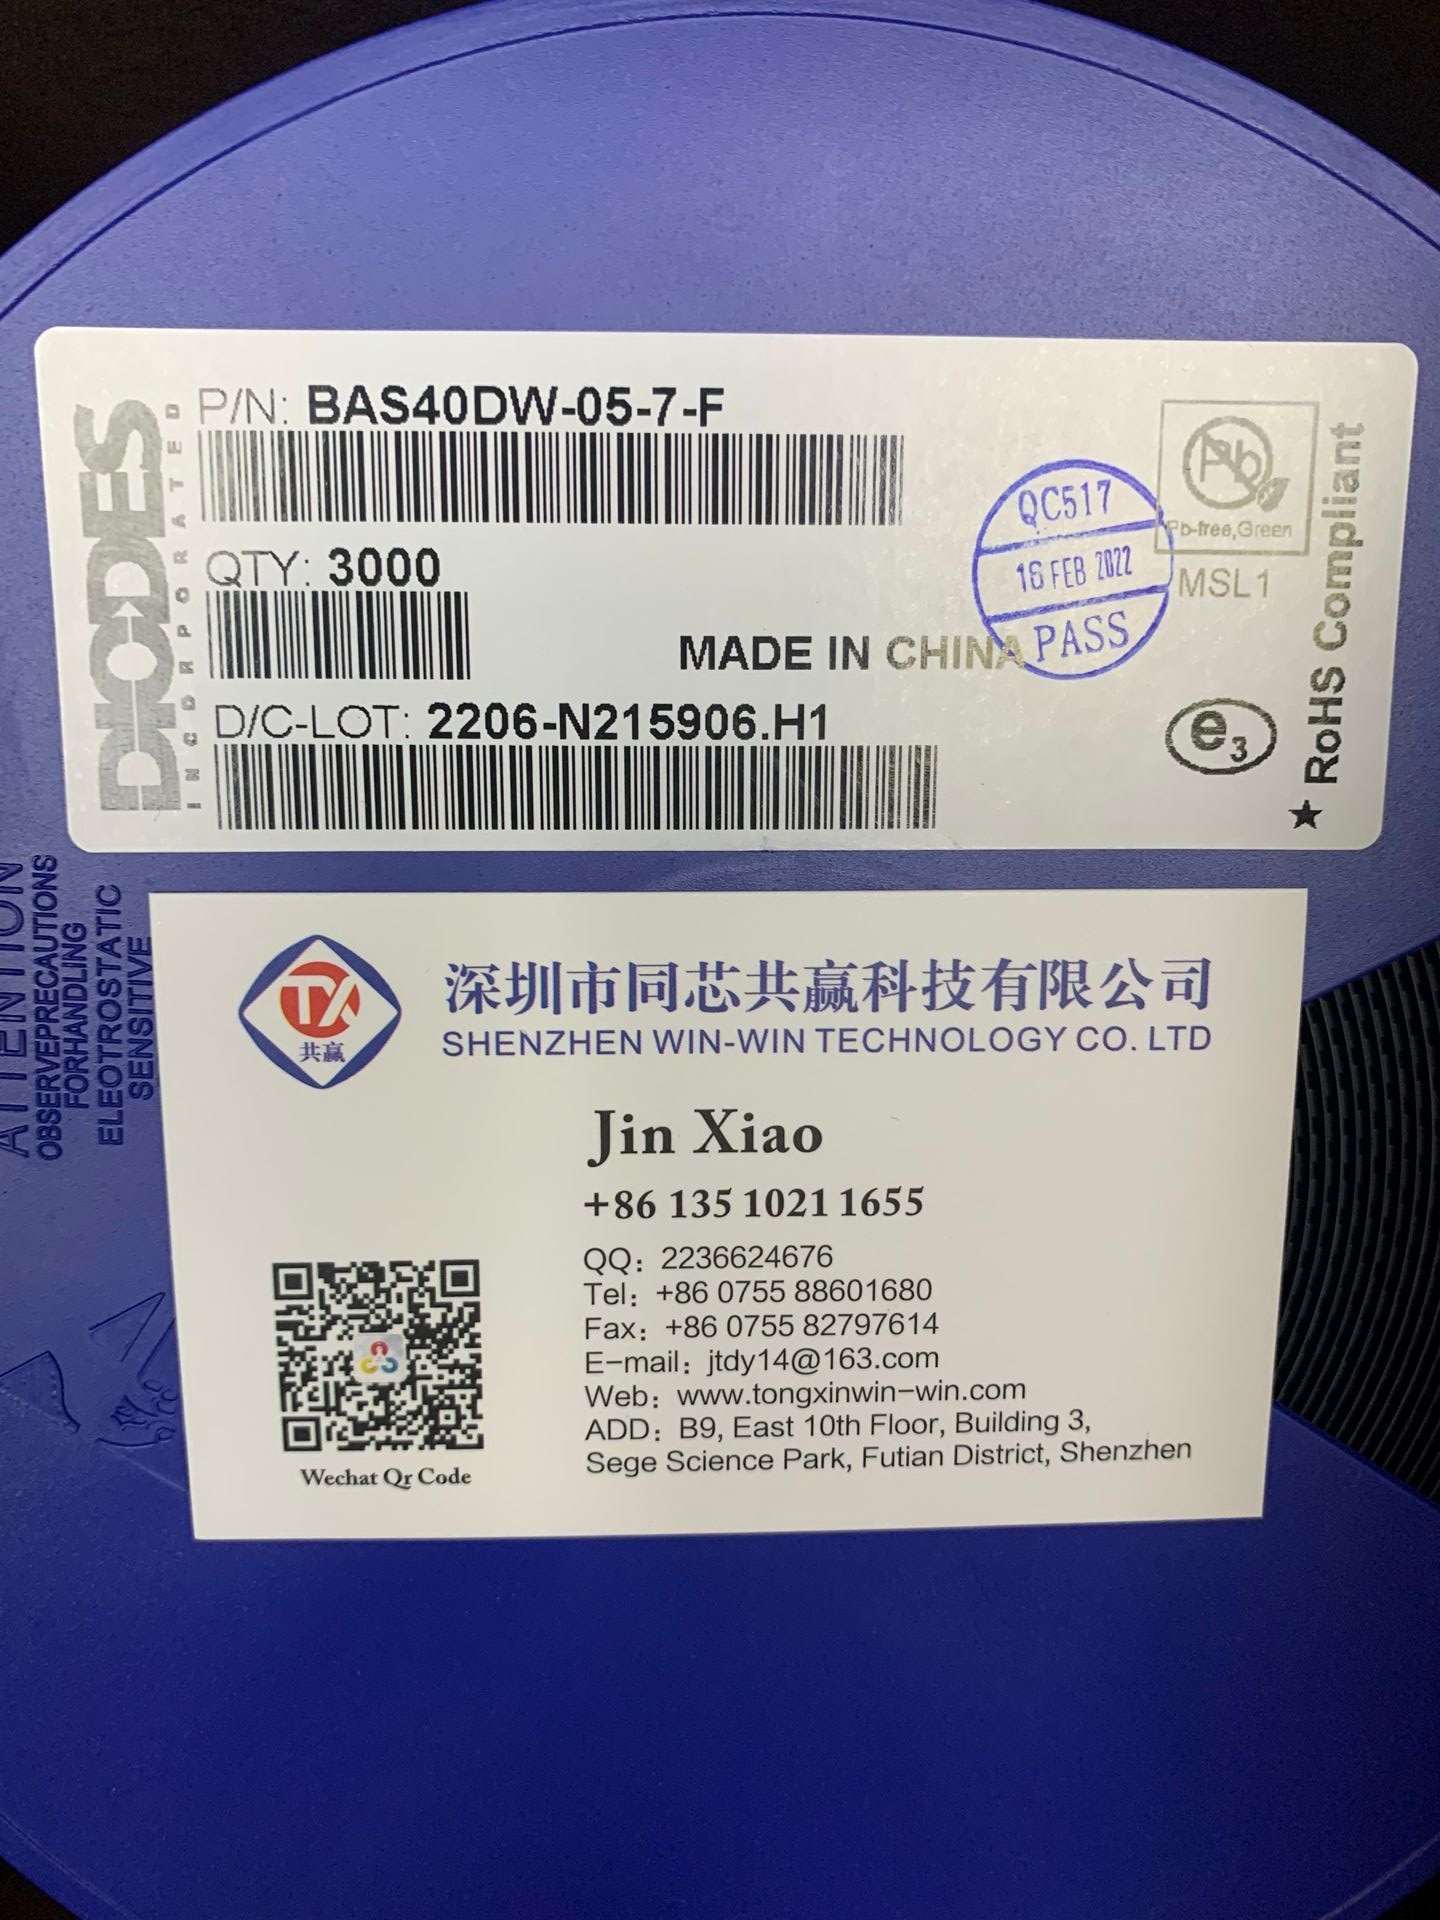 DIODES
INCORPORATED
P/N: BAS40DW-05-7-F
QTY: 3000
MADE IN CHINA
D/C-LOT: 2206-N215906.H1
QC517
16 FEB 2022
PASS
Pb
Pb-free,Green
MSL1
e3
★ RoHS Compliant
ATTENTION
OBSERVEPRECAUTIONS
FORHANDLING
ELEOTROSTATIC
SENSITIVE
TX
共赢
深圳市同芯共赢科技有限公司
SHENZHEN WIN-WIN TECHNOLOGY CO. LTD
Jin Xiao
+86 135 1021 1655
QQ: 2236624676
Tel: +86 0755 88601680
Fax: +86 0755 82797614
E-mail: jtdy14@163.com
Web: www.tongxinwin-win.com
ADD: B9, East 10th Floor, Building 3,
Sege Science Park, Futian District, Shenzhen
Wechat Qr Code